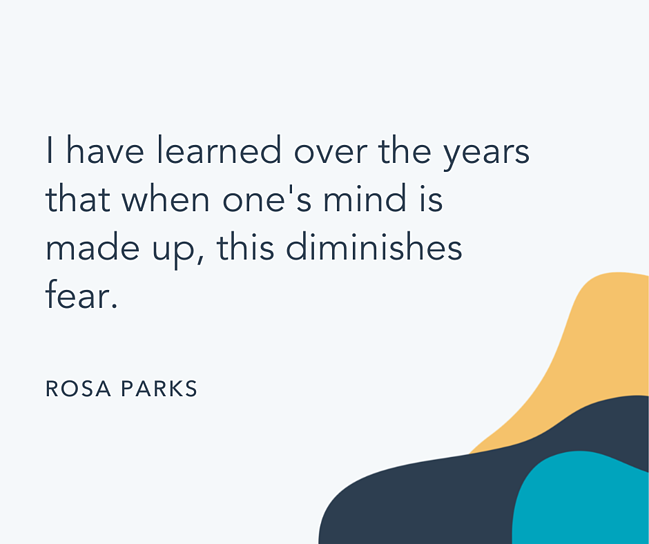 I have learned over the years
that when one's mind is
made up, this diminishes
fear.
ROSA PARKS